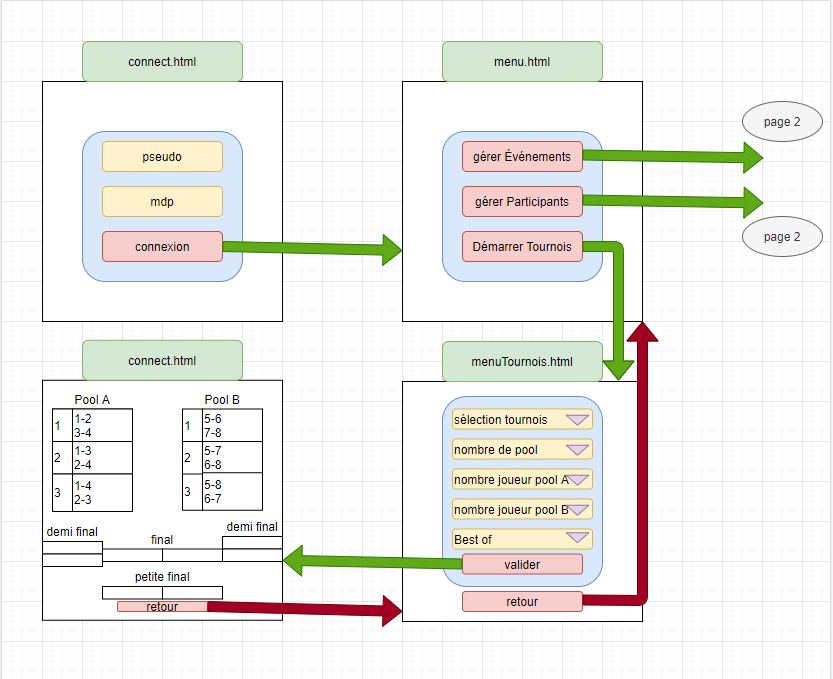 connect.html
pseudo
mdp
connexion
menu.html
gérer Événements
gérer Participants
Démarrer Tournois
page 2
page 2
connect.html
Pool A
1
1-2
3-4
2
1-3
2-4
3
1-4
2-3
Pool B
1
5-6
7-8
2
5-7
6-8
3
5-8
6-7
demi final
final
demi final
petite final
retour
menuTournois.html
sélection tournois
nombre de pool
nombre joueur pool A
nombre joueur pool B
Best of
valider
retour